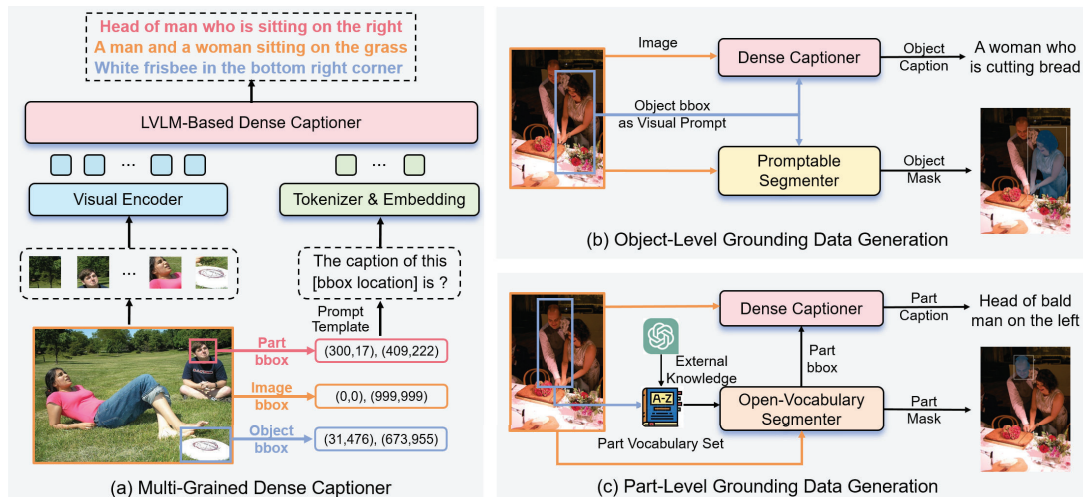 Head of man who is sitting on the right
A man and a woman sitting on the grass
White frisbee in the bottom right corner
LVLM-Based Dense Captioner
...
...
Visual Encoder
Tokenizer & Embedding
...
The caption of this
[bbox location] is ?
Prompt
Template
Part
bbox
(300,17), (409,222)
Image
bbox
(0,0), (999,999)
Object
bbox
(31,476), (673,955)
(a) Multi-Grained Dense Captioner
Image
Dense Captioner
Object
Caption
A woman who
is cutting bread
Object bbox
as Visual Prompt
Promptable
Segmenter
Object
Mask
(b) Object-Level Grounding Data Generation
Dense Captioner
Part
Caption
Head of bald
man on the left
External
Knowledge
Part
bbox
A-Z
Part Vocabulary Set
Open-Vocabulary
Segmenter
Part
Mask
(c) Part-Level Grounding Data Generation